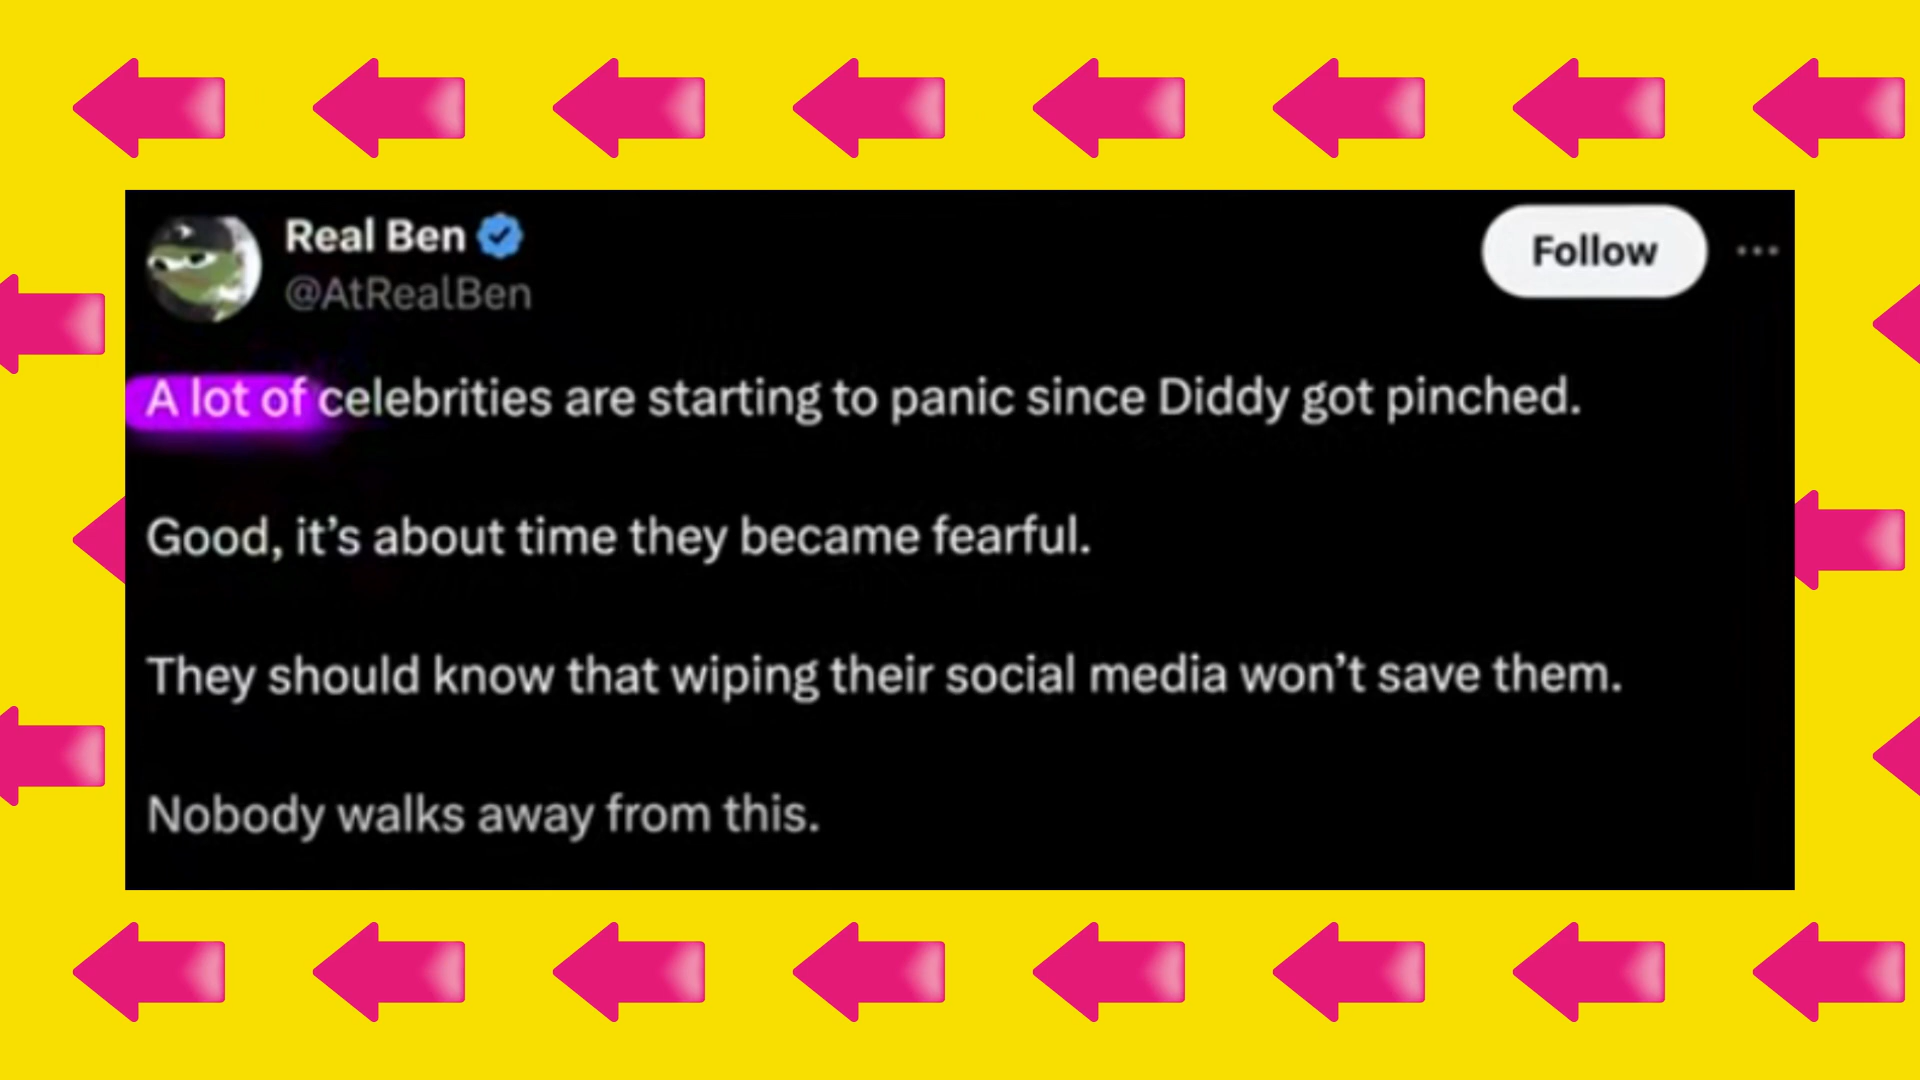 Real Ben
@AtRealBen
Follow
A lot of celebrities are starting to panic since Diddy got pinched.
Good, it’s about time they became fearful.
They should know that wiping their social media won’t save them.
Nobody walks away from this.